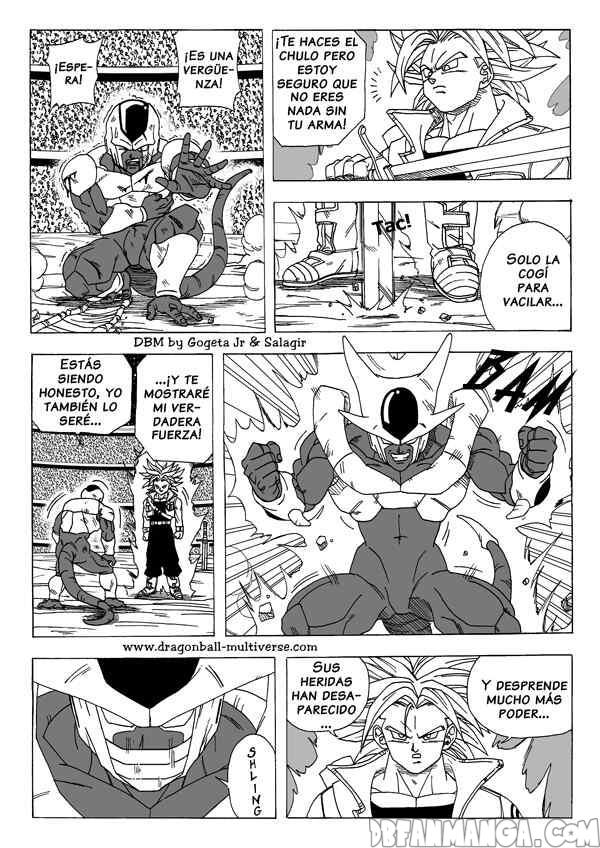 ¡ESPE-
RA!
¡ES UNA
VERGÜE-
NZA!
¡TE HACES EL
CHULO PERO
ESTOY
SEGURO QUE
NO ERES
NADA SIN
TU ARMA!
Tac!
SOLO LA
COGÍ
PARA
VACILAR...
DBM by Gogeta Jr & Salagir
ESTÁS
SIENDO
HONESTO, YO
TAMBIÉN LO
SERÉ...
...¡Y TE
MOSTRARÉ
MI VER-
DADERA
FUERZA!
BAM
www.dragonball-multiverse.com
SHLING
SUS
HERIDAS
HAN DESA-
PARECIDO
...
Y DESPRENDE
MUCHO MÁS
PODER...
DBFANMANGA.COM